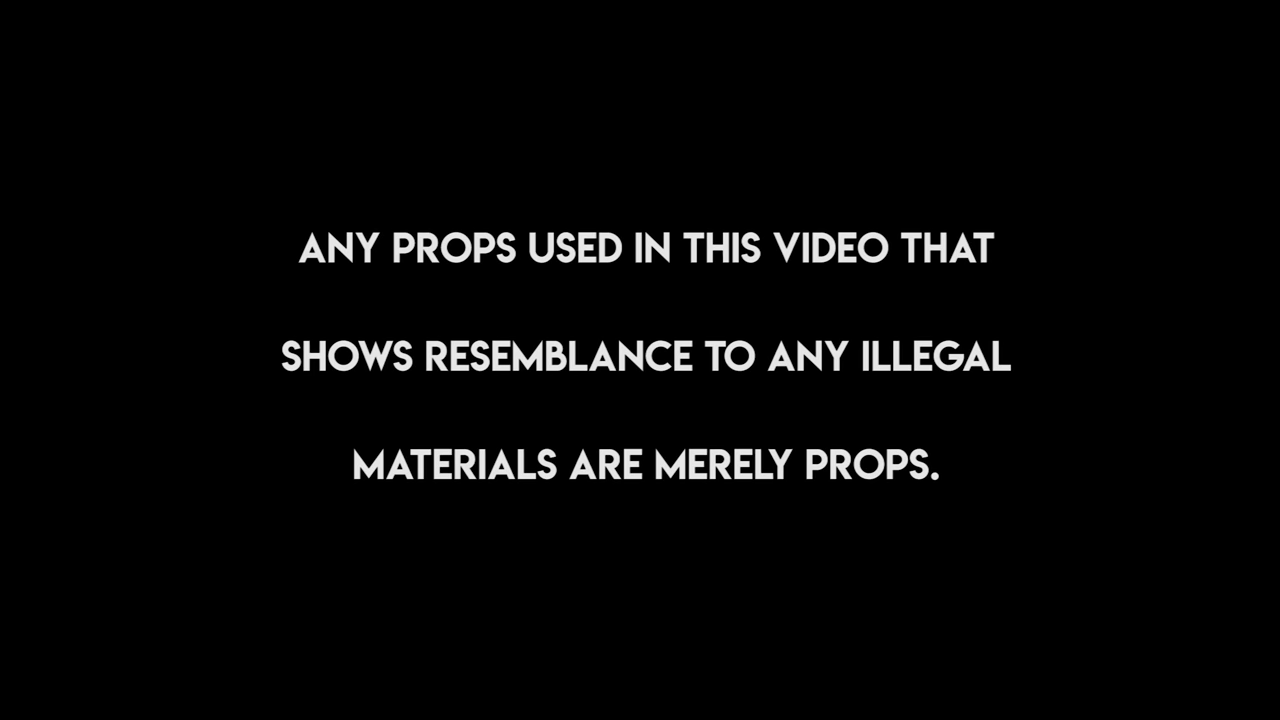 ANY PROPS USED IN THIS VIDEO THAT
SHOWS RESEMBLANCE TO ANY ILLEGAL
MATERIALS ARE MERELY PROPS.